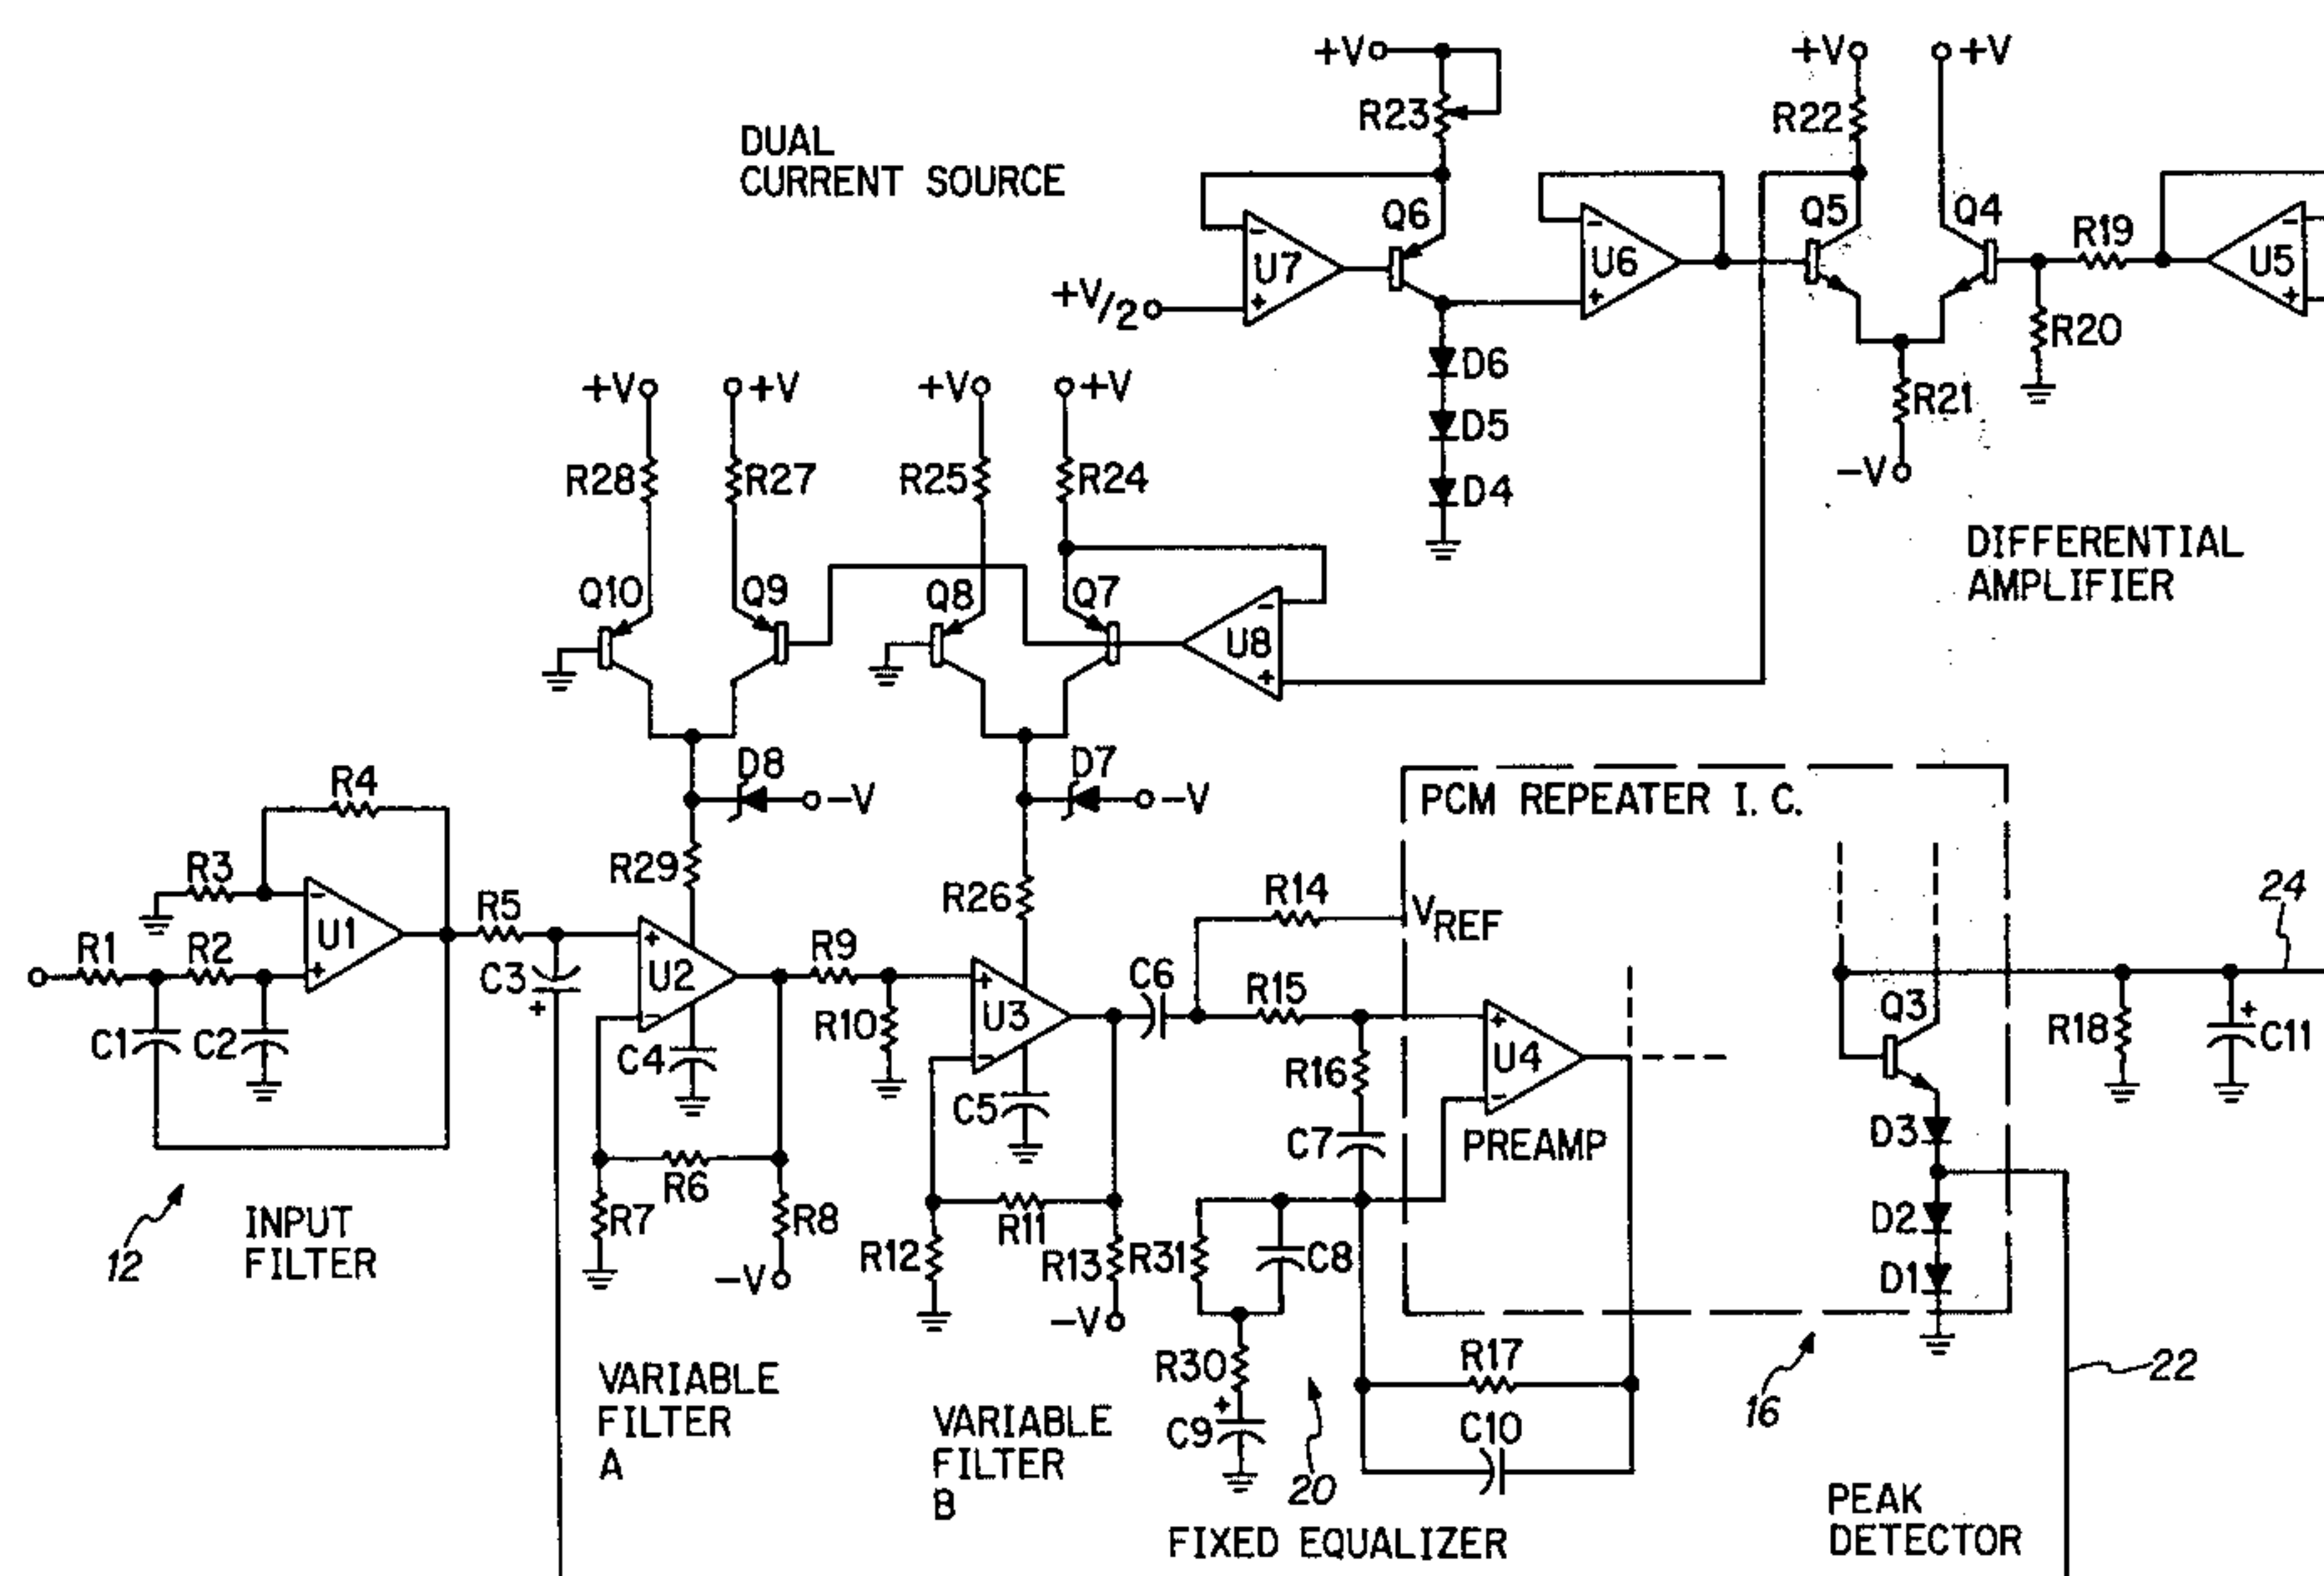 +V
+V
+V
R23
R22
DUAL
CURRENT SOURCE
Q6
Q5
Q4
R19
-
U7
+
-
U6
+
-
U5
+
+V/2
R20
D6
R21
D5
-V
D4
+V
+V
+V
+V
R28
R27
R25
R24
DIFFERENTIAL
AMPLIFIER
Q10
Q9
Q8
Q7
-
U8
+
D8
-V
D7
-V
PCM REPEATER I. C.
R4
R3
R29
R26
R14
VREF
24
-
U1
+
R5
R1
R2
C3
+
+
U2
-
R9
+
U3
-
C6
R15
Q3
C1
C2
C4
R10
R16
+
U4
-
R18
+
C11
C5
C7
PREAMP
D3
R6
R7
R8
R11
R12
R13
R31
C8
D2
D1
12
INPUT
FILTER
-V
-V
R30
R17
+
C9
C10
20
16
22
VARIABLE
FILTER
A
VARIABLE
FILTER
B
FIXED EQUALIZER
PEAK
DETECTOR